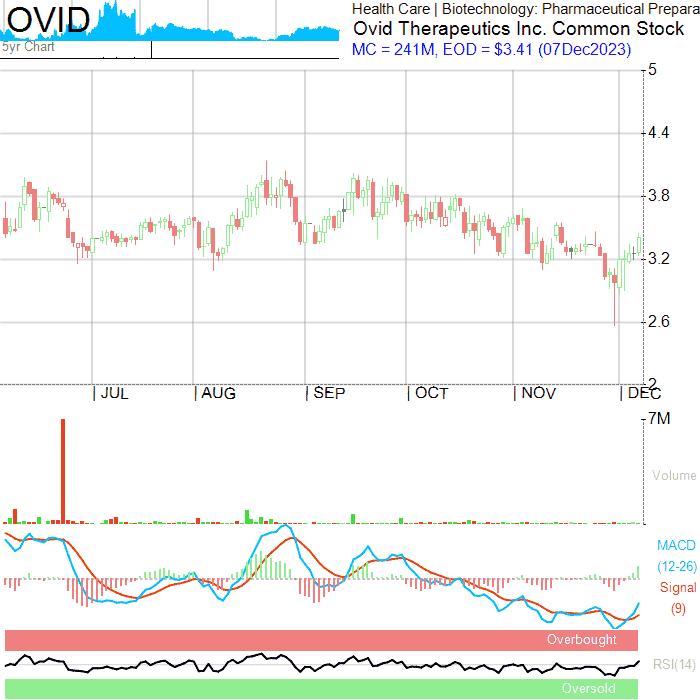 OVID
5yr Chart
Health Care | Biotechnology: Pharmaceutical Prepara
Ovid Therapeutics Inc. Common Stock
MC = 241M, EOD = $3.41 (07Dec2023)
5
4.4
3.8
3.2
2.6
2
| JUL | AUG | SEP | OCT | NOV | DEC
7M
Volume
MACD
(12-26)
Signal
(9)
Overbought
RSI(14)
Oversold